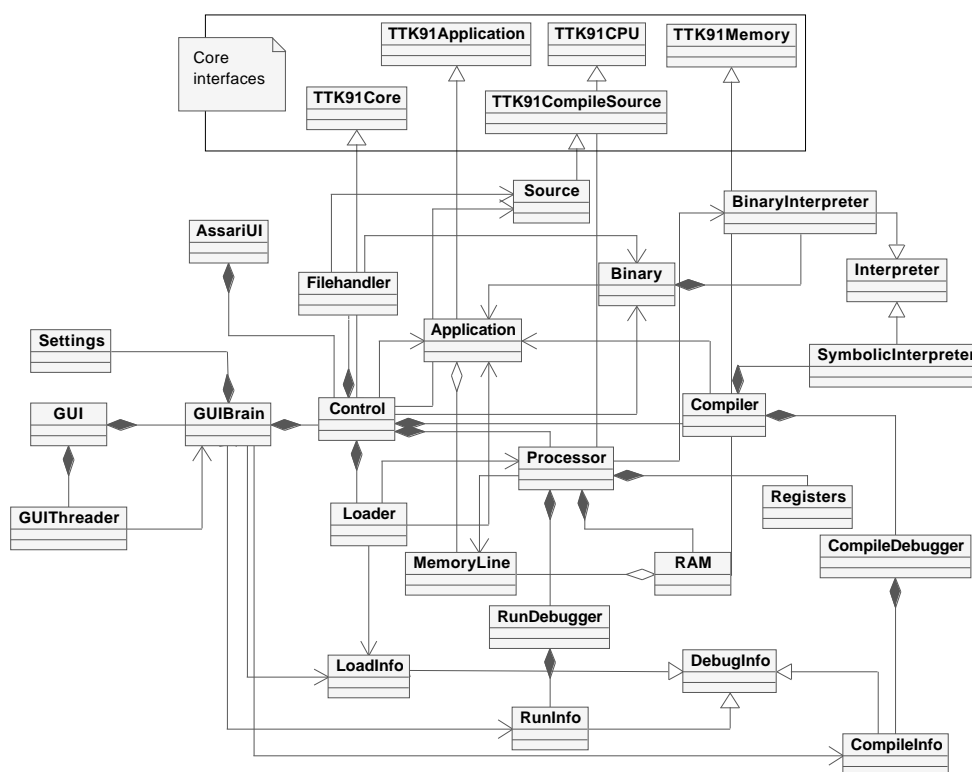 Core
interfaces
TTK91Application
TTK91CPU
TTK91Memory
TTK91Core
TTK91CompileSource
Source
BinaryInterpreter
AssariUI
Filehandler
Binary
Interpreter
Application
Settings
SymbolicInterpreter
GUI
GUIBrain
Control
Compiler
Processor
Registers
GUIThreader
Loader
MemoryLine
RAM
CompileDebugger
RunDebugger
LoadInfo
DebugInfo
RunInfo
CompileInfo